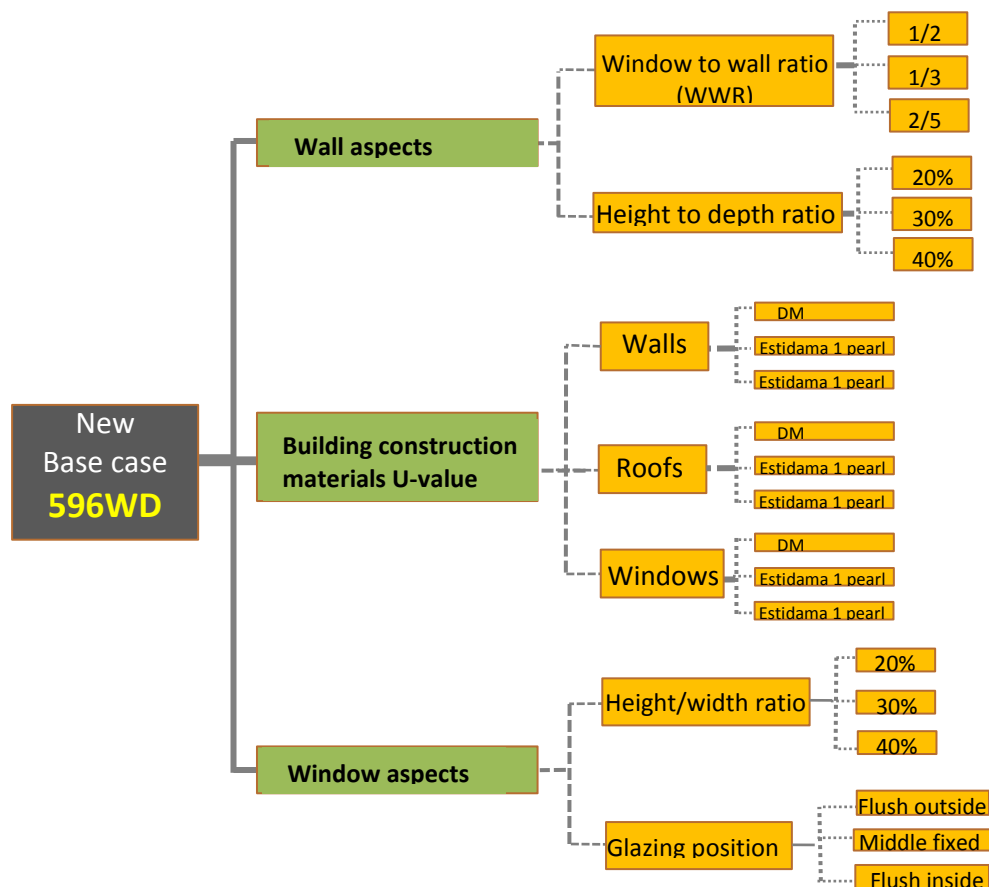 New
Base case
596WD
Wall aspects
Window to wall ratio
(WWR)
1/2
1/3
2/5
Height to depth ratio
20%
30%
40%
Building construction
materials U-value
Walls
DM
Estidama 1 pearl
Estidama 1 pearl
Roofs
DM
Estidama 1 pearl
Estidama 1 pearl
Windows
DM
Estidama 1 pearl
Estidama 1 pearl
Window aspects
Height/width ratio
20%
30%
40%
Glazing position
Flush outside
Middle fixed
Flush inside